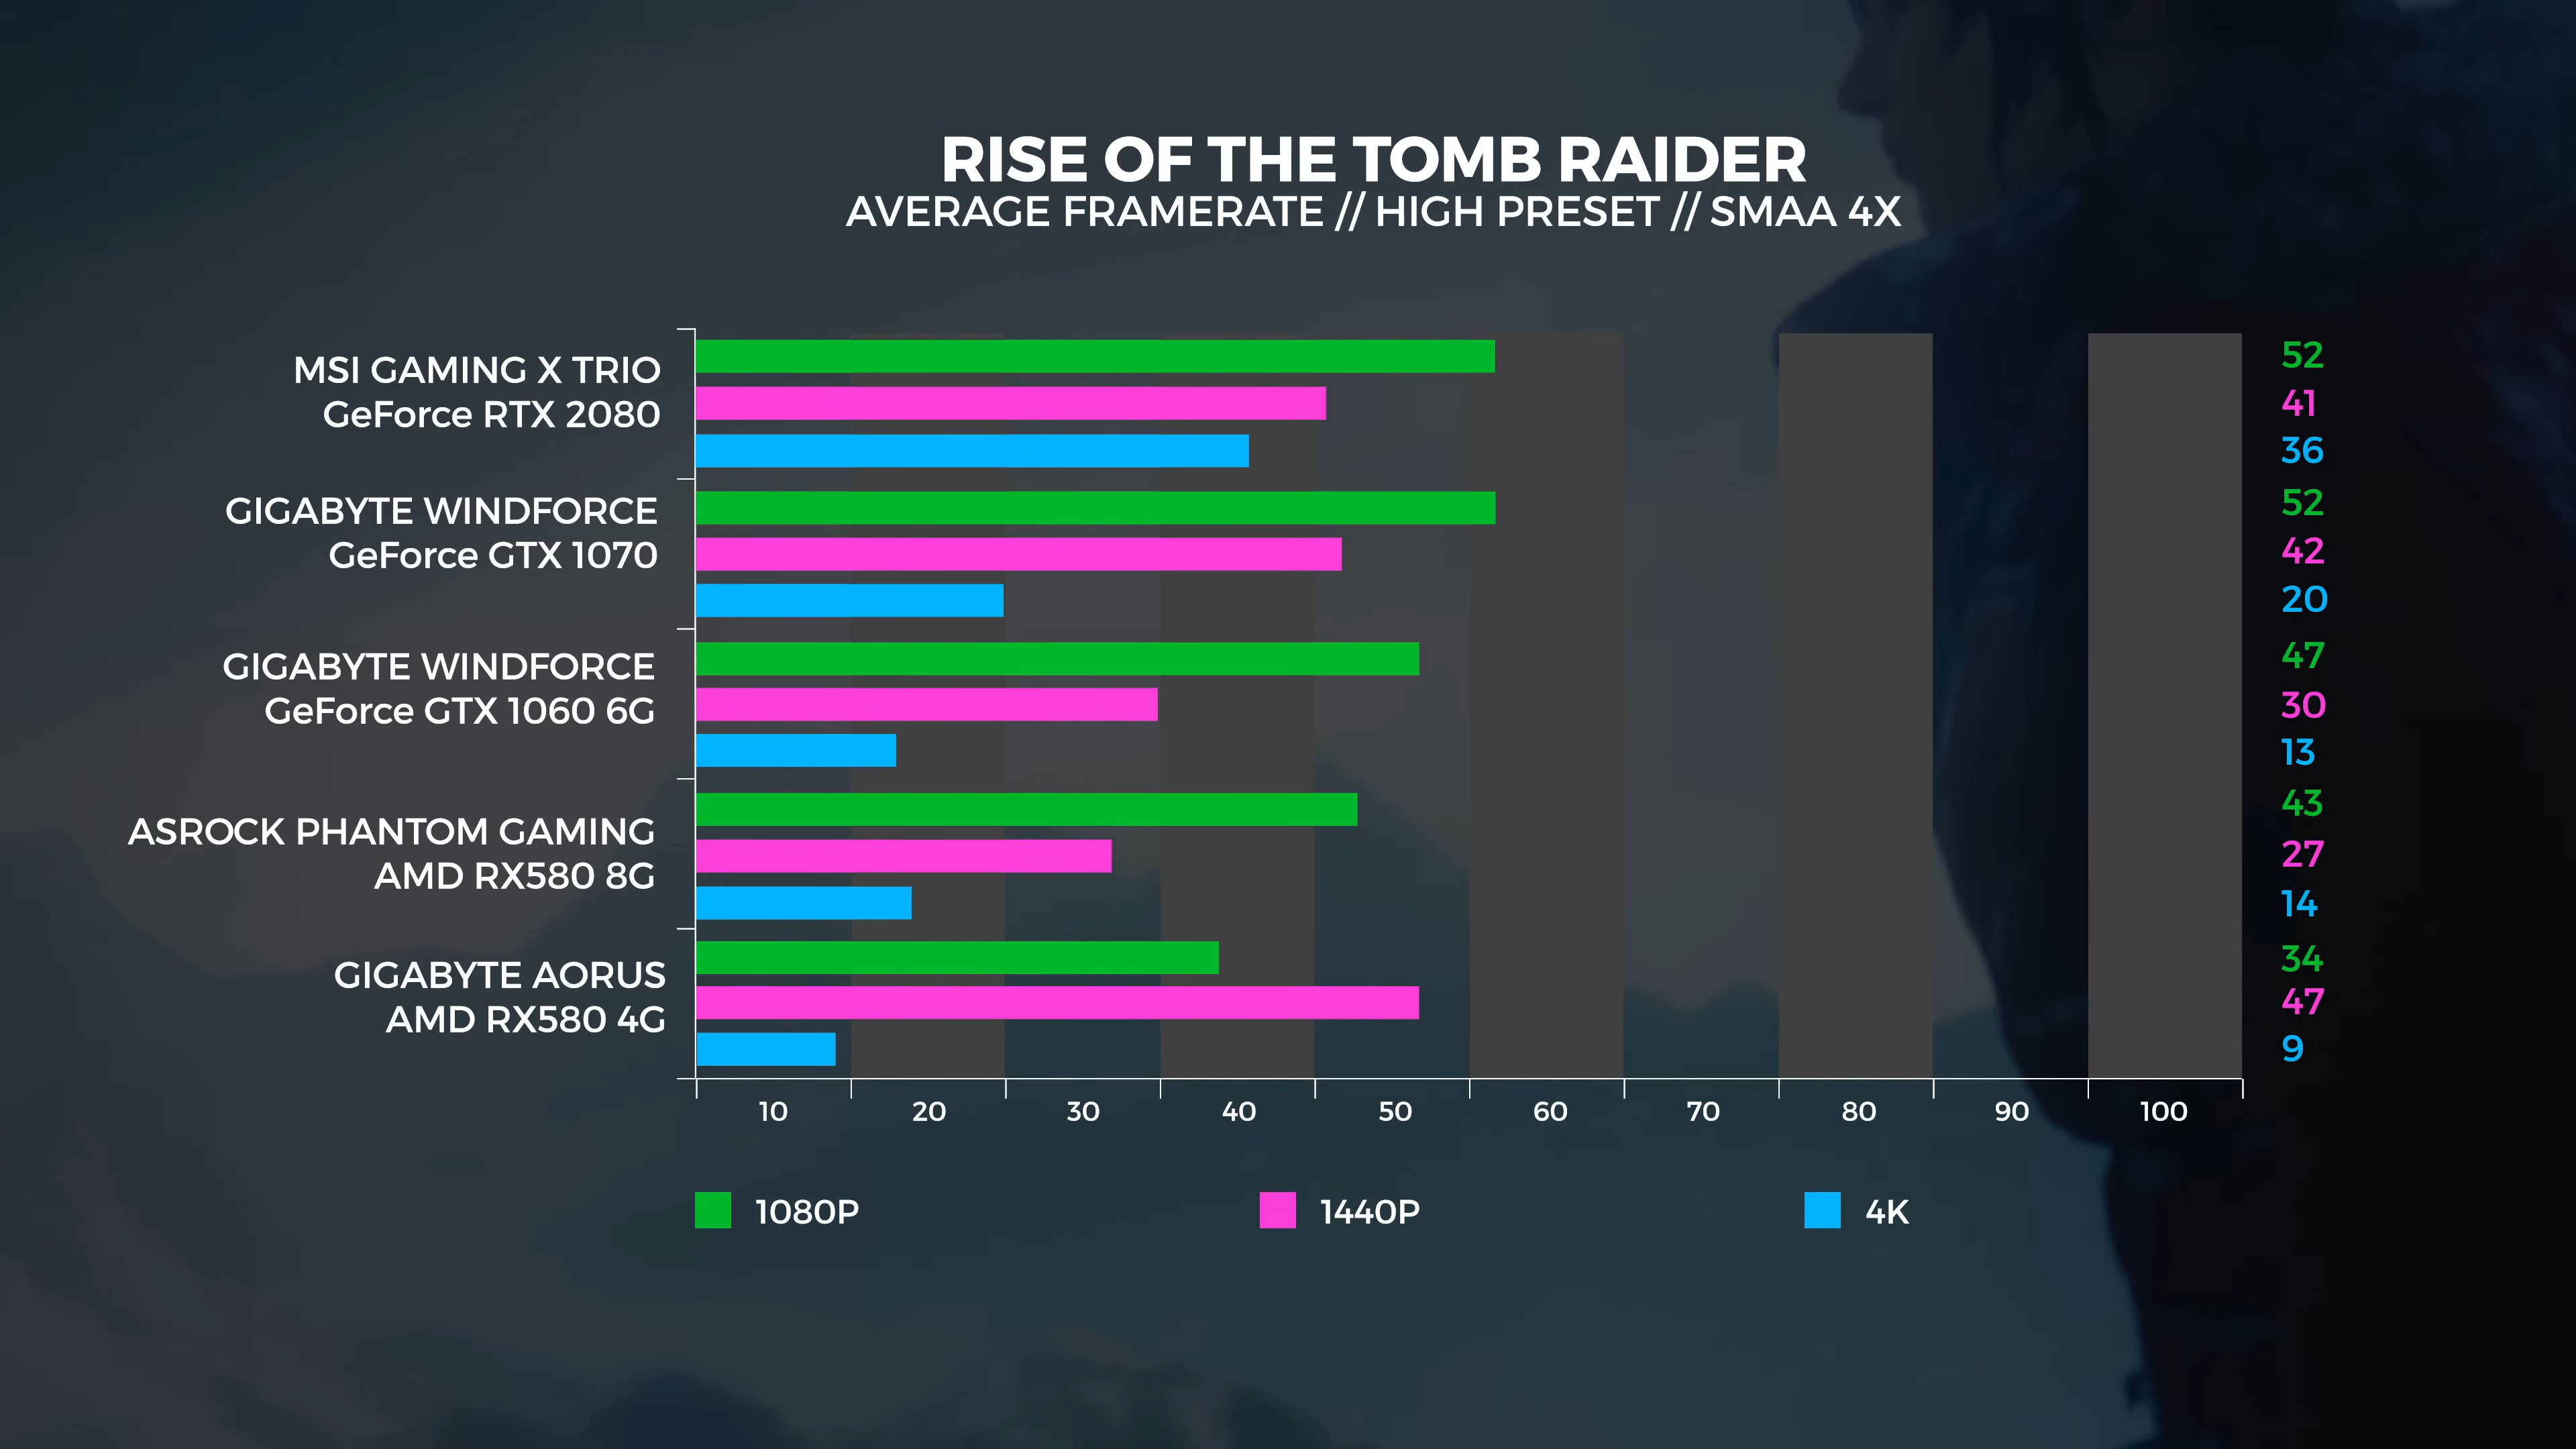 RISE OF THE TOMB RAIDER
AVERAGE FRAMERATE // HIGH PRESET // SMAA 4X
MSI GAMING X TRIO
GeForce RTX 2080
52
41
36
GIGABYTE WINDFORCE
GeForce GTX 1070
52
42
20
GIGABYTE WINDFORCE
GeForce GTX 1060 6G
47
30
13
ASROCK PHANTOM GAMING
AMD RX580 8G
43
27
14
GIGABYTE AORUS
AMD RX580 4G
34
47
9
10 20 30 40 50 60 70 80 90 100
1080P 1440P 4K